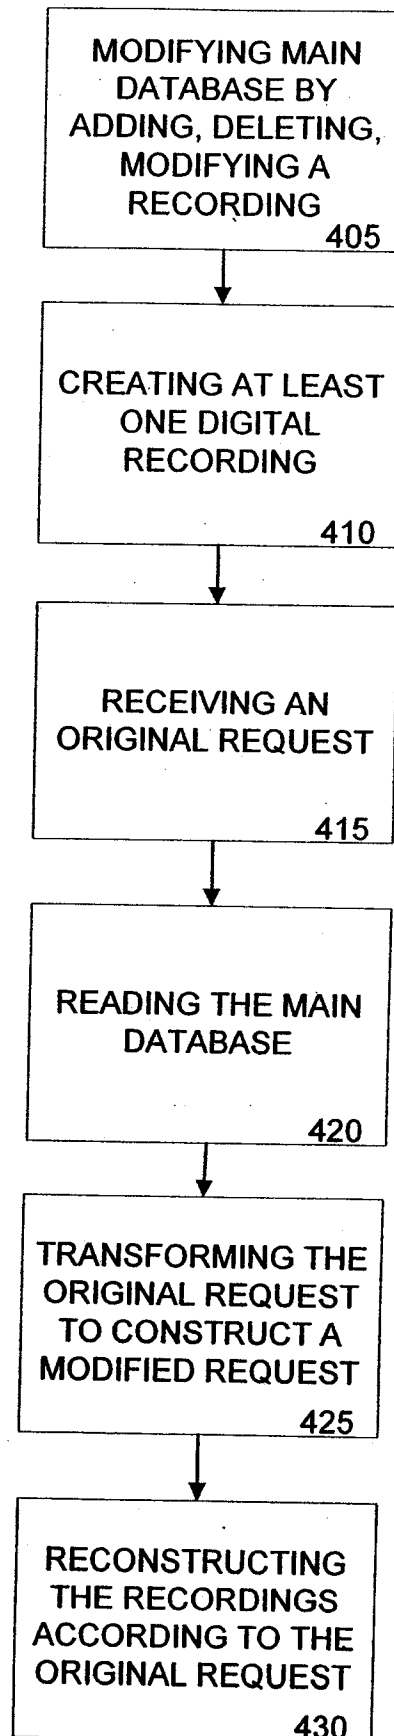 MODIFYING MAIN
DATABASE BY
ADDING, DELETING,
MODIFYING A
RECORDING
405
CREATING AT LEAST
ONE DIGITAL
RECORDING
410
RECEIVING AN
ORIGINAL REQUEST
415
READING THE MAIN
DATABASE
420
TRANSFORMING THE
ORIGINAL REQUEST
TO CONSTRUCT A
MODIFIED REQUEST
425
RECONSTRUCTING
THE RECORDINGS
ACCORDING TO THE
ORIGINAL REQUEST
430